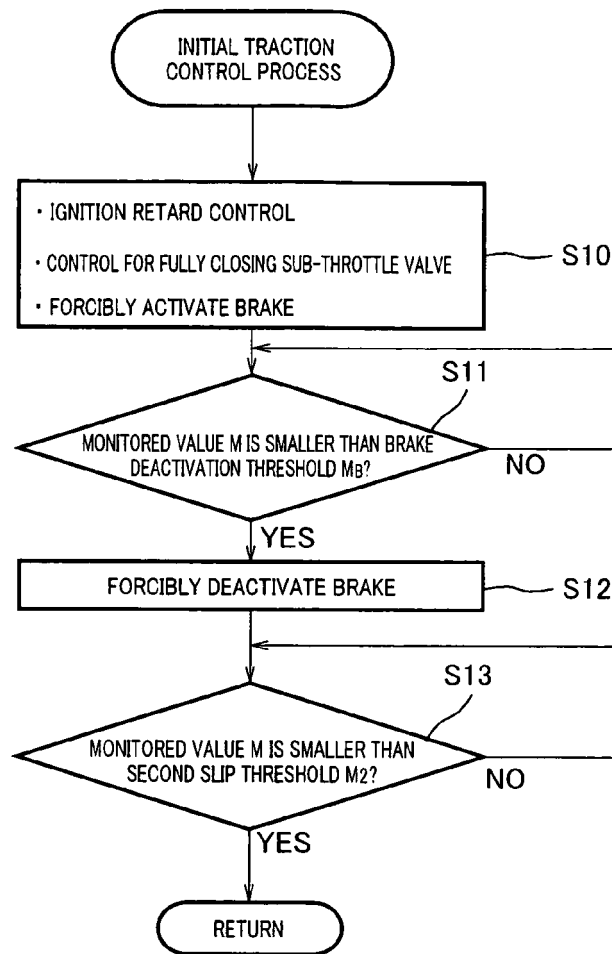 INITIAL TRACTION
CONTROL PROCESS
・IGNITION RETARD CONTROL
・CONTROL FOR FULLY CLOSING SUB-THROTTLE VALVE
・FORCIBLY ACTIVATE BRAKE
S10
S11
MONITORED VALUE M IS SMALLER THAN BRAKE
DEACTIVATION THRESHOLD MB?
NO
YES
FORCIBLY DEACTIVATE BRAKE
S12
S13
MONITORED VALUE M IS SMALLER THAN
SECOND SLIP THRESHOLD M2?
NO
YES
RETURN